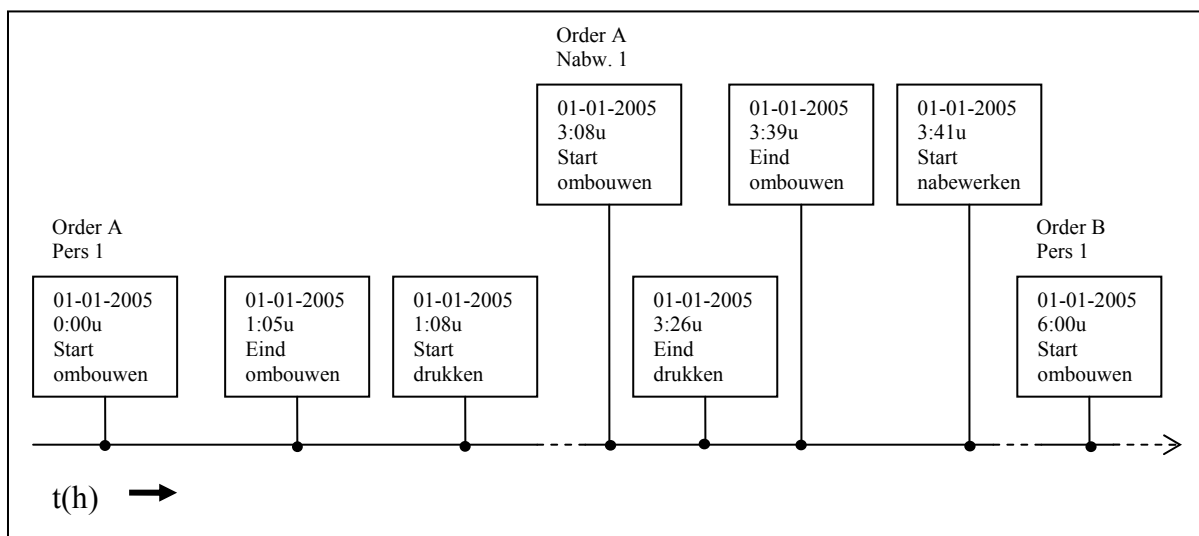 Order A
Nabw. 1
01-01-2005
3:08u
Start
ombouwen
01-01-2005
3:39u
Eind
ombouwen
01-01-2005
3:41u
Start
nabewerken
Order A
Pers 1
01-01-2005
0:00u
Start
ombouwen
01-01-2005
1:05u
Eind
ombouwen
01-01-2005
1:08u
Start
drukken
01-01-2005
3:26u
Eind
drukken
Order B
Pers 1
01-01-2005
6:00u
Start
ombouwen
t(h)